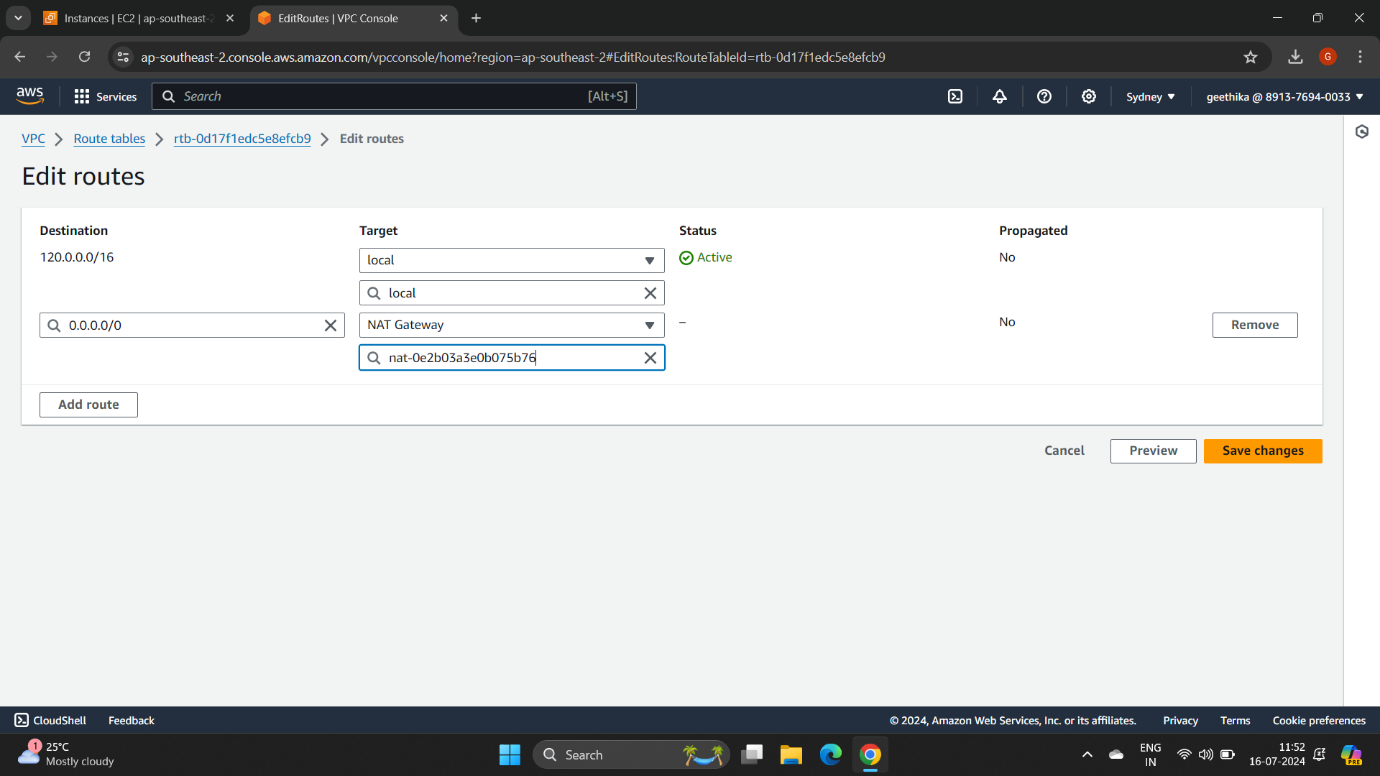 Instances | EC2 | ap-southeast-2
EditRoutes | VPC Console
ap-southeast-2.console.aws.amazon.com/vpcconsole/home?region=ap-southeast-2#EditRoutes:RouteTableId=rtb-0d17f1edc5e8efcb9
G
aws
Services
Search
[Alt+S]
Sydney
geethika @ 8913-7694-0033
VPC
Route tables
rtb-0d17f1edc5e8efcb9
Edit routes
Edit routes
Destination
Target
Status
Propagated
120.0.0.0/16
local
Active
No
local
0.0.0.0/0
NAT Gateway
–
No
Remove
nat-0e2b03a3e0b075b76
Add route
Cancel
Preview
Save changes
CloudShell
Feedback
© 2024, Amazon Web Services, Inc. or its affiliates.
Privacy
Terms
Cookie preferences
1
25°C
Mostly cloudy
Search
ENG
IN
11:52
16-07-2024
PRE